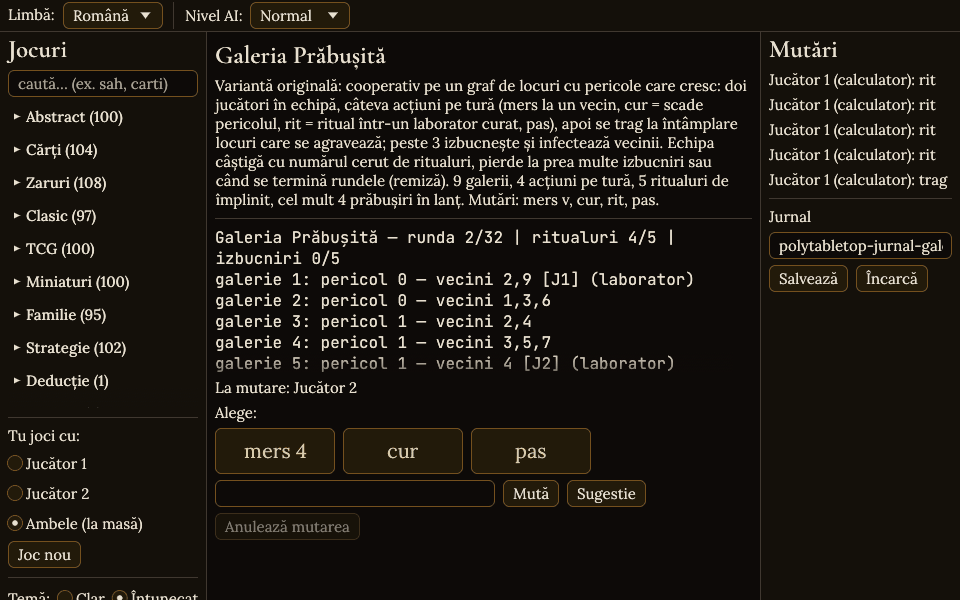 Limbă: Română Nivel AI: Normal
Jocuri
caută... (ex. sah, carti)
Abstract (100)
Cărți (104)
Zaruri (108)
Clasic (97)
TCG (100)
Miniaturi (100)
Familie (95)
Strategie (102)
Deducție (1)
Tu joci cu:
Jucător 1
Jucător 2
Ambele (la masă)
Joc nou
Temă: Clar Întunecat
Galeria Prăbușită
Variantă originală: cooperativ pe un graf de locuri cu pericole care cresc: doi
jucători în echipă, câteva acțiuni pe tură (mers la un vecin, cur = scade
pericolul, rit = ritual într-un laborator curat, pas), apoi se trag la întâmplare
locuri care se agravează; peste 3 izbucnește și infectează vecinii. Echipa
câștigă cu numărul cerut de ritualuri, pierde la prea multe izbucniri sau
când se termină rundele (remiză). 9 galerii, 4 acțiuni pe tură, 5 ritualuri de
împlinit, cel mult 4 prăbușiri în lanț. Mutări: mers v, cur, rit, pas.
Galeria Prăbușită — runda 2/32 | ritualuri 4/5 |
izbucniri 0/5
galerie 1: pericol 0 — vecini 2,9 [J1] (laborator)
galerie 2: pericol 0 — vecini 1,3,6
galerie 3: pericol 1 — vecini 2,4
galerie 4: pericol 1 — vecini 3,5,7
galerie 5: pericol 1 — vecini 4 [J2] (laborator)
La mutare: Jucător 2
Alege:
mers 4 cur pas
Mută Sugestie
Anulează mutarea
Mutări
Jucător 1 (calculator): rit
Jucător 1 (calculator): rit
Jucător 1 (calculator): rit
Jucător 1 (calculator): rit
Jucător 1 (calculator): trag
Jurnal
polytabletop-jurnal-gal
Salvează Încarcă